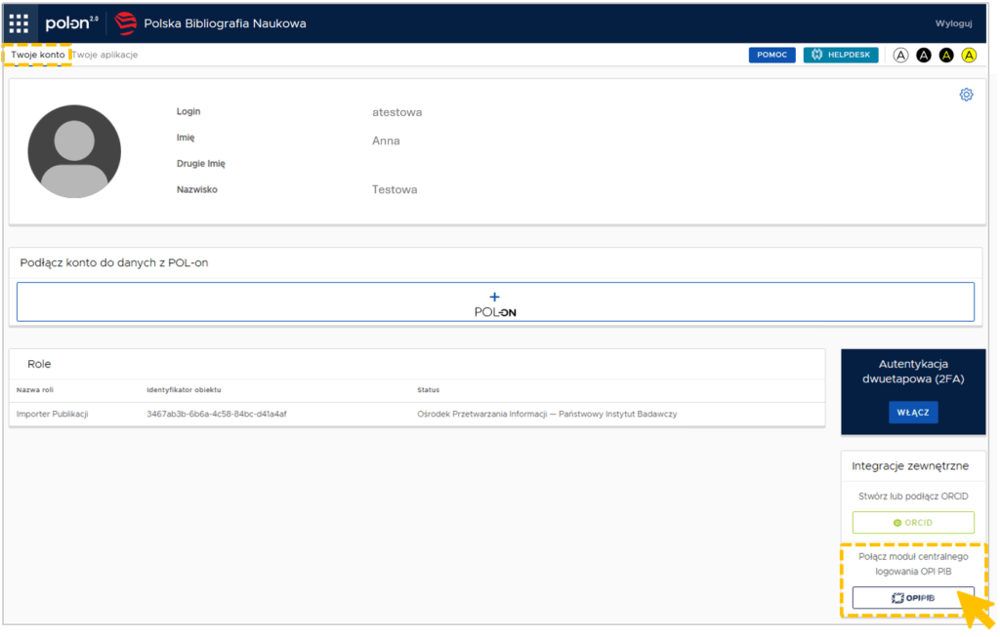 polɔn 2.0 Polska Bibliografia Naukowa Wyloguj
Twoje konto Twoje aplikacje POMOC HELPDESK A A A A
Login atestowa
Imię Anna
Drugie Imię
Nazwisko Testowa
Podłącz konto do danych z POL-on
+
POL-ON
Role
Nazwa roli Identyfikator obiektu Status
Importer Publikacji 3467ab3b-6b6a-4c58-84bc-d41a4af Ośrodek Przetwarzania Informacji — Państwowy Instytut Badawczy
Autentykacja
dwuetapowa (2FA)
WŁĄCZ
Integracje zewnętrzne
Stwórz lub podłącz ORCID
ORCID
Połącz moduł centralnego
logowania OPI PIB
OPIPIB